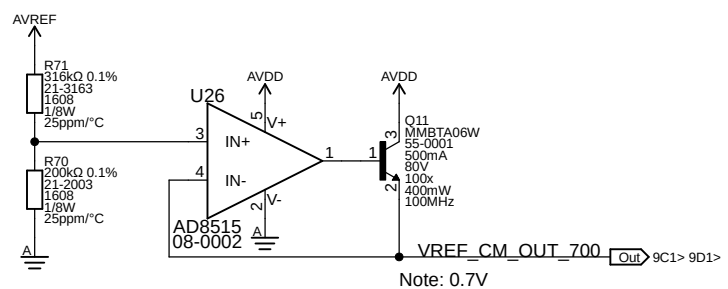 AVREF
R71
316kΩ 0.1%
21-3163
1608
1/8W
25ppm/°C
R70
200kΩ 0.1%
21-2003
1608
1/8W
25ppm/°C
A
U26
AVDD
5
V+
3
IN+
4
IN-
1
V-
2
A
AD8515
08-0002
AVDD
Q11
MMBTA06W
55-0001
500mA
80V
100x
400mW
100MHz
3
1
2
VREF_CM_OUT_700
Out
9C1> 9D1>
Note: 0.7V